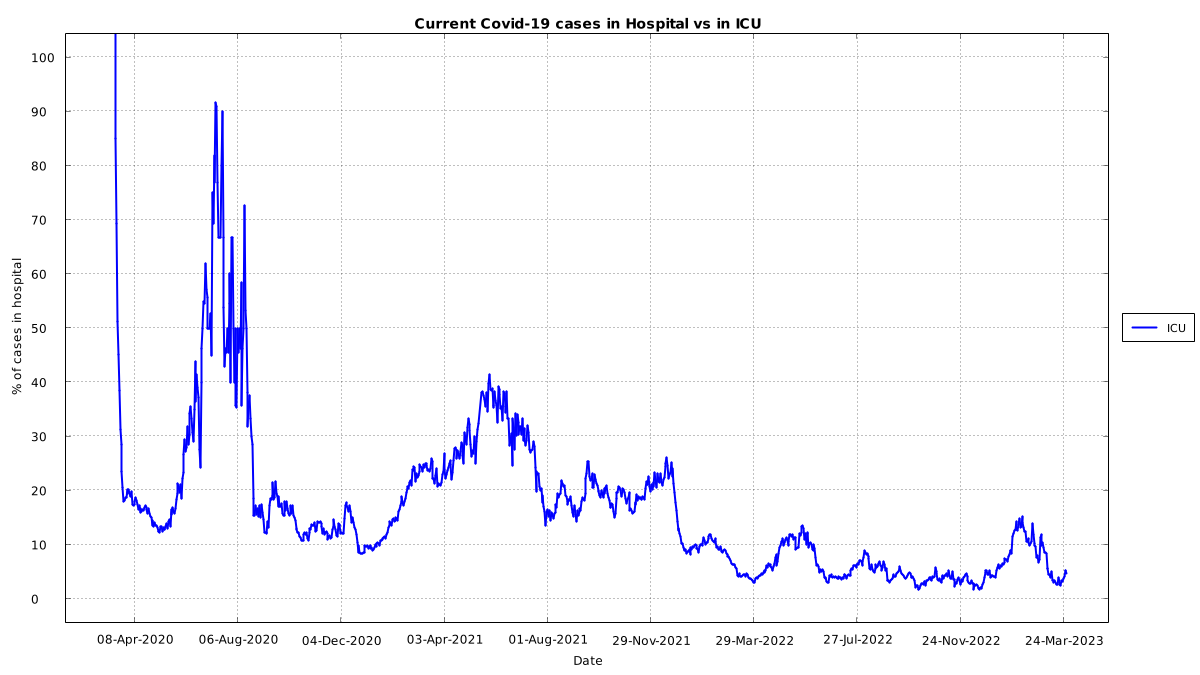 Current Covid-19 cases in Hospital vs in ICU
% of cases in hospital
100
90
80
70
60
50
40
30
20
10
0
08-Apr-2020 06-Aug-2020 04-Dec-2020 03-Apr-2021 01-Aug-2021 29-Nov-2021 29-Mar-2022 27-Jul-2022 24-Nov-2022 24-Mar-2023
Date
ICU